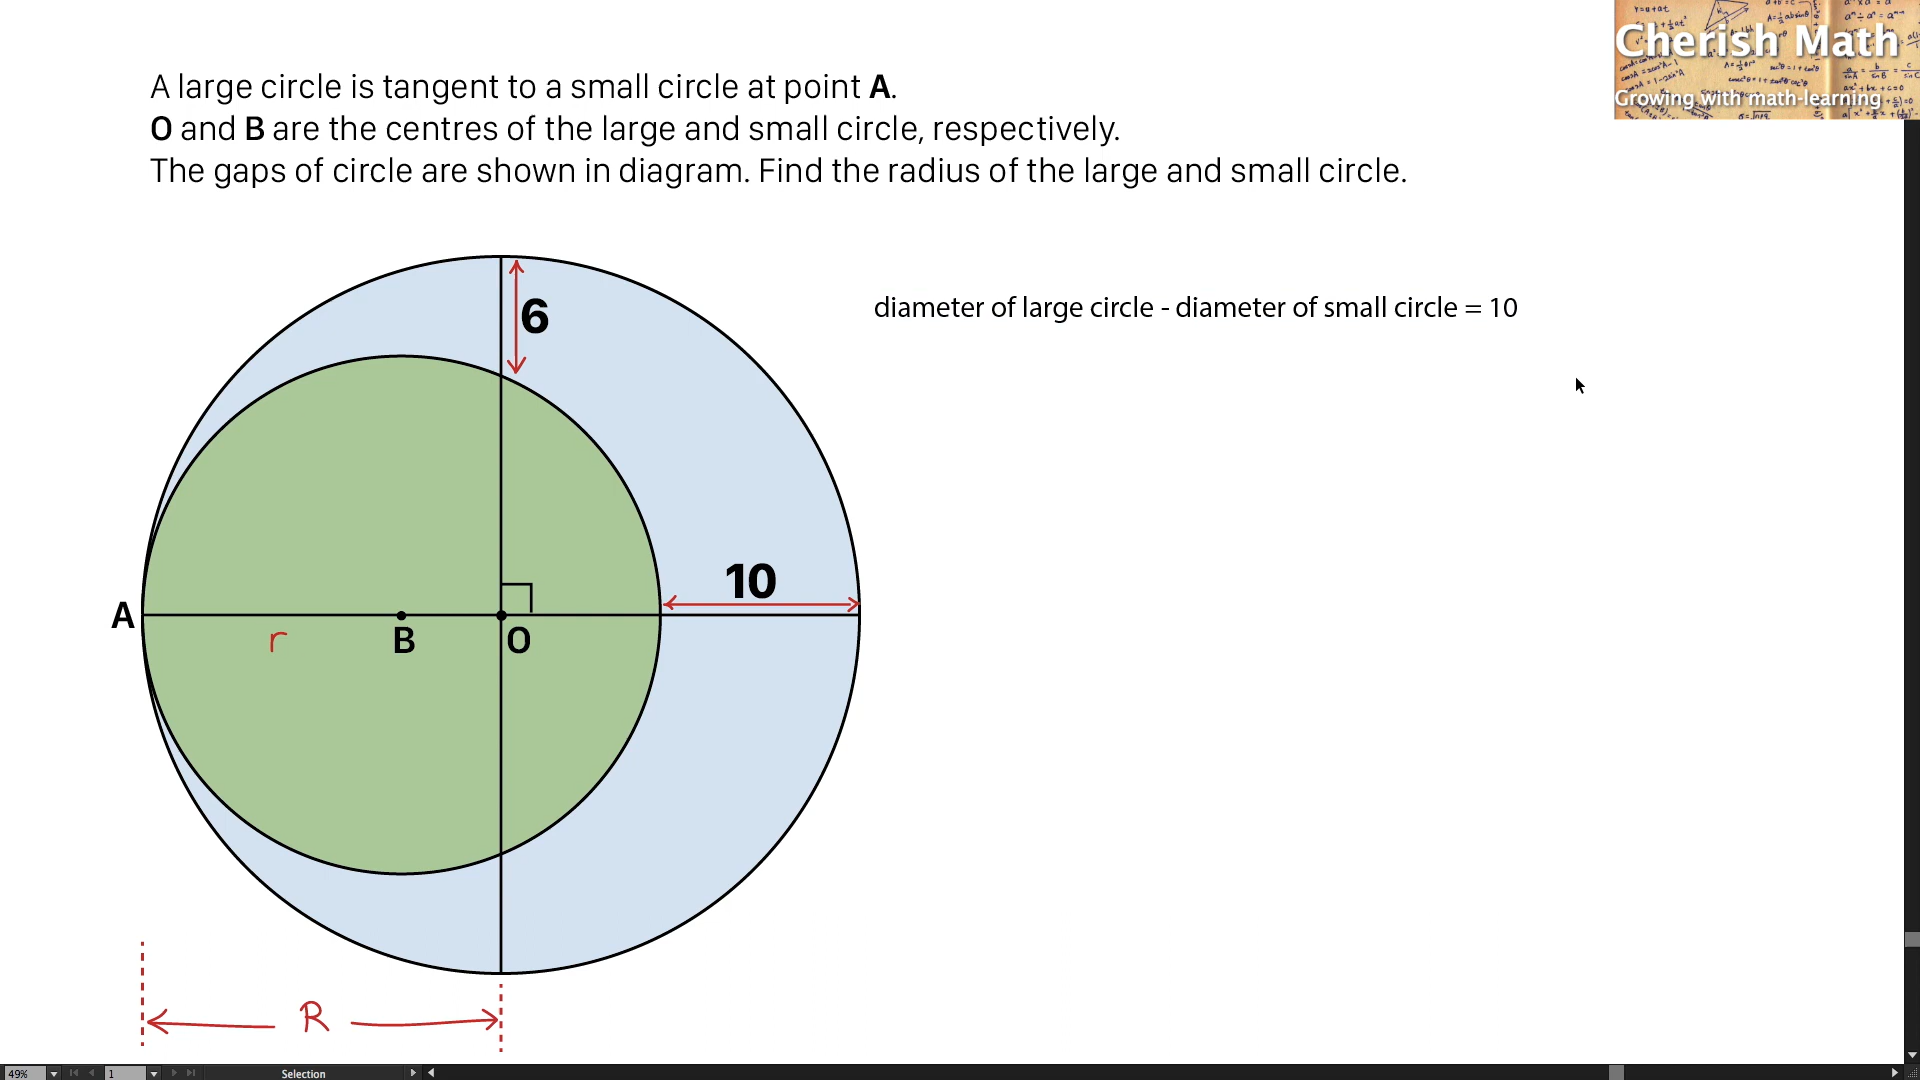 Cherish Math
Growing with math-learning
A large circle is tangent to a small circle at point A.
O and B are the centres of the large and small circle, respectively.
The gaps of circle are shown in diagram. Find the radius of the large and small circle.
6
diameter of large circle - diameter of small circle = 10
10
A
r
B
O
R
49%
1
Selection